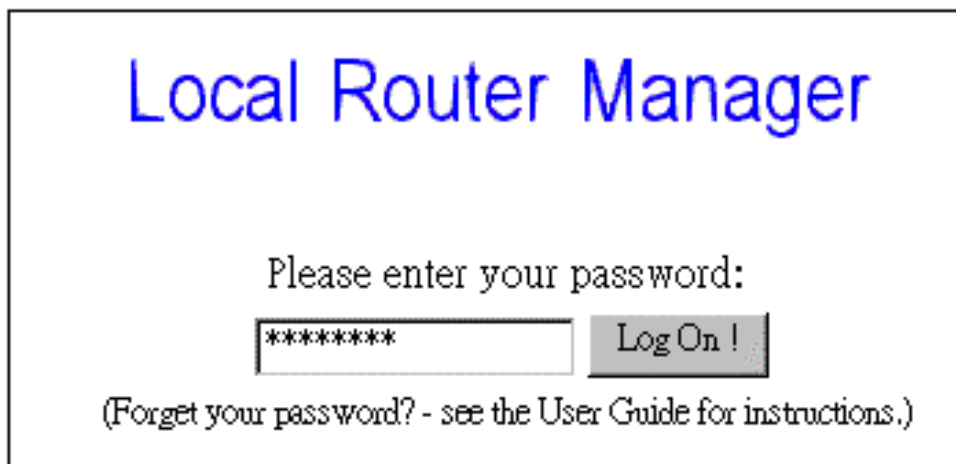 Local Router Manager
Please enter your password:
******** Log On !
(Forget your password? - see the User Guide for instructions.)